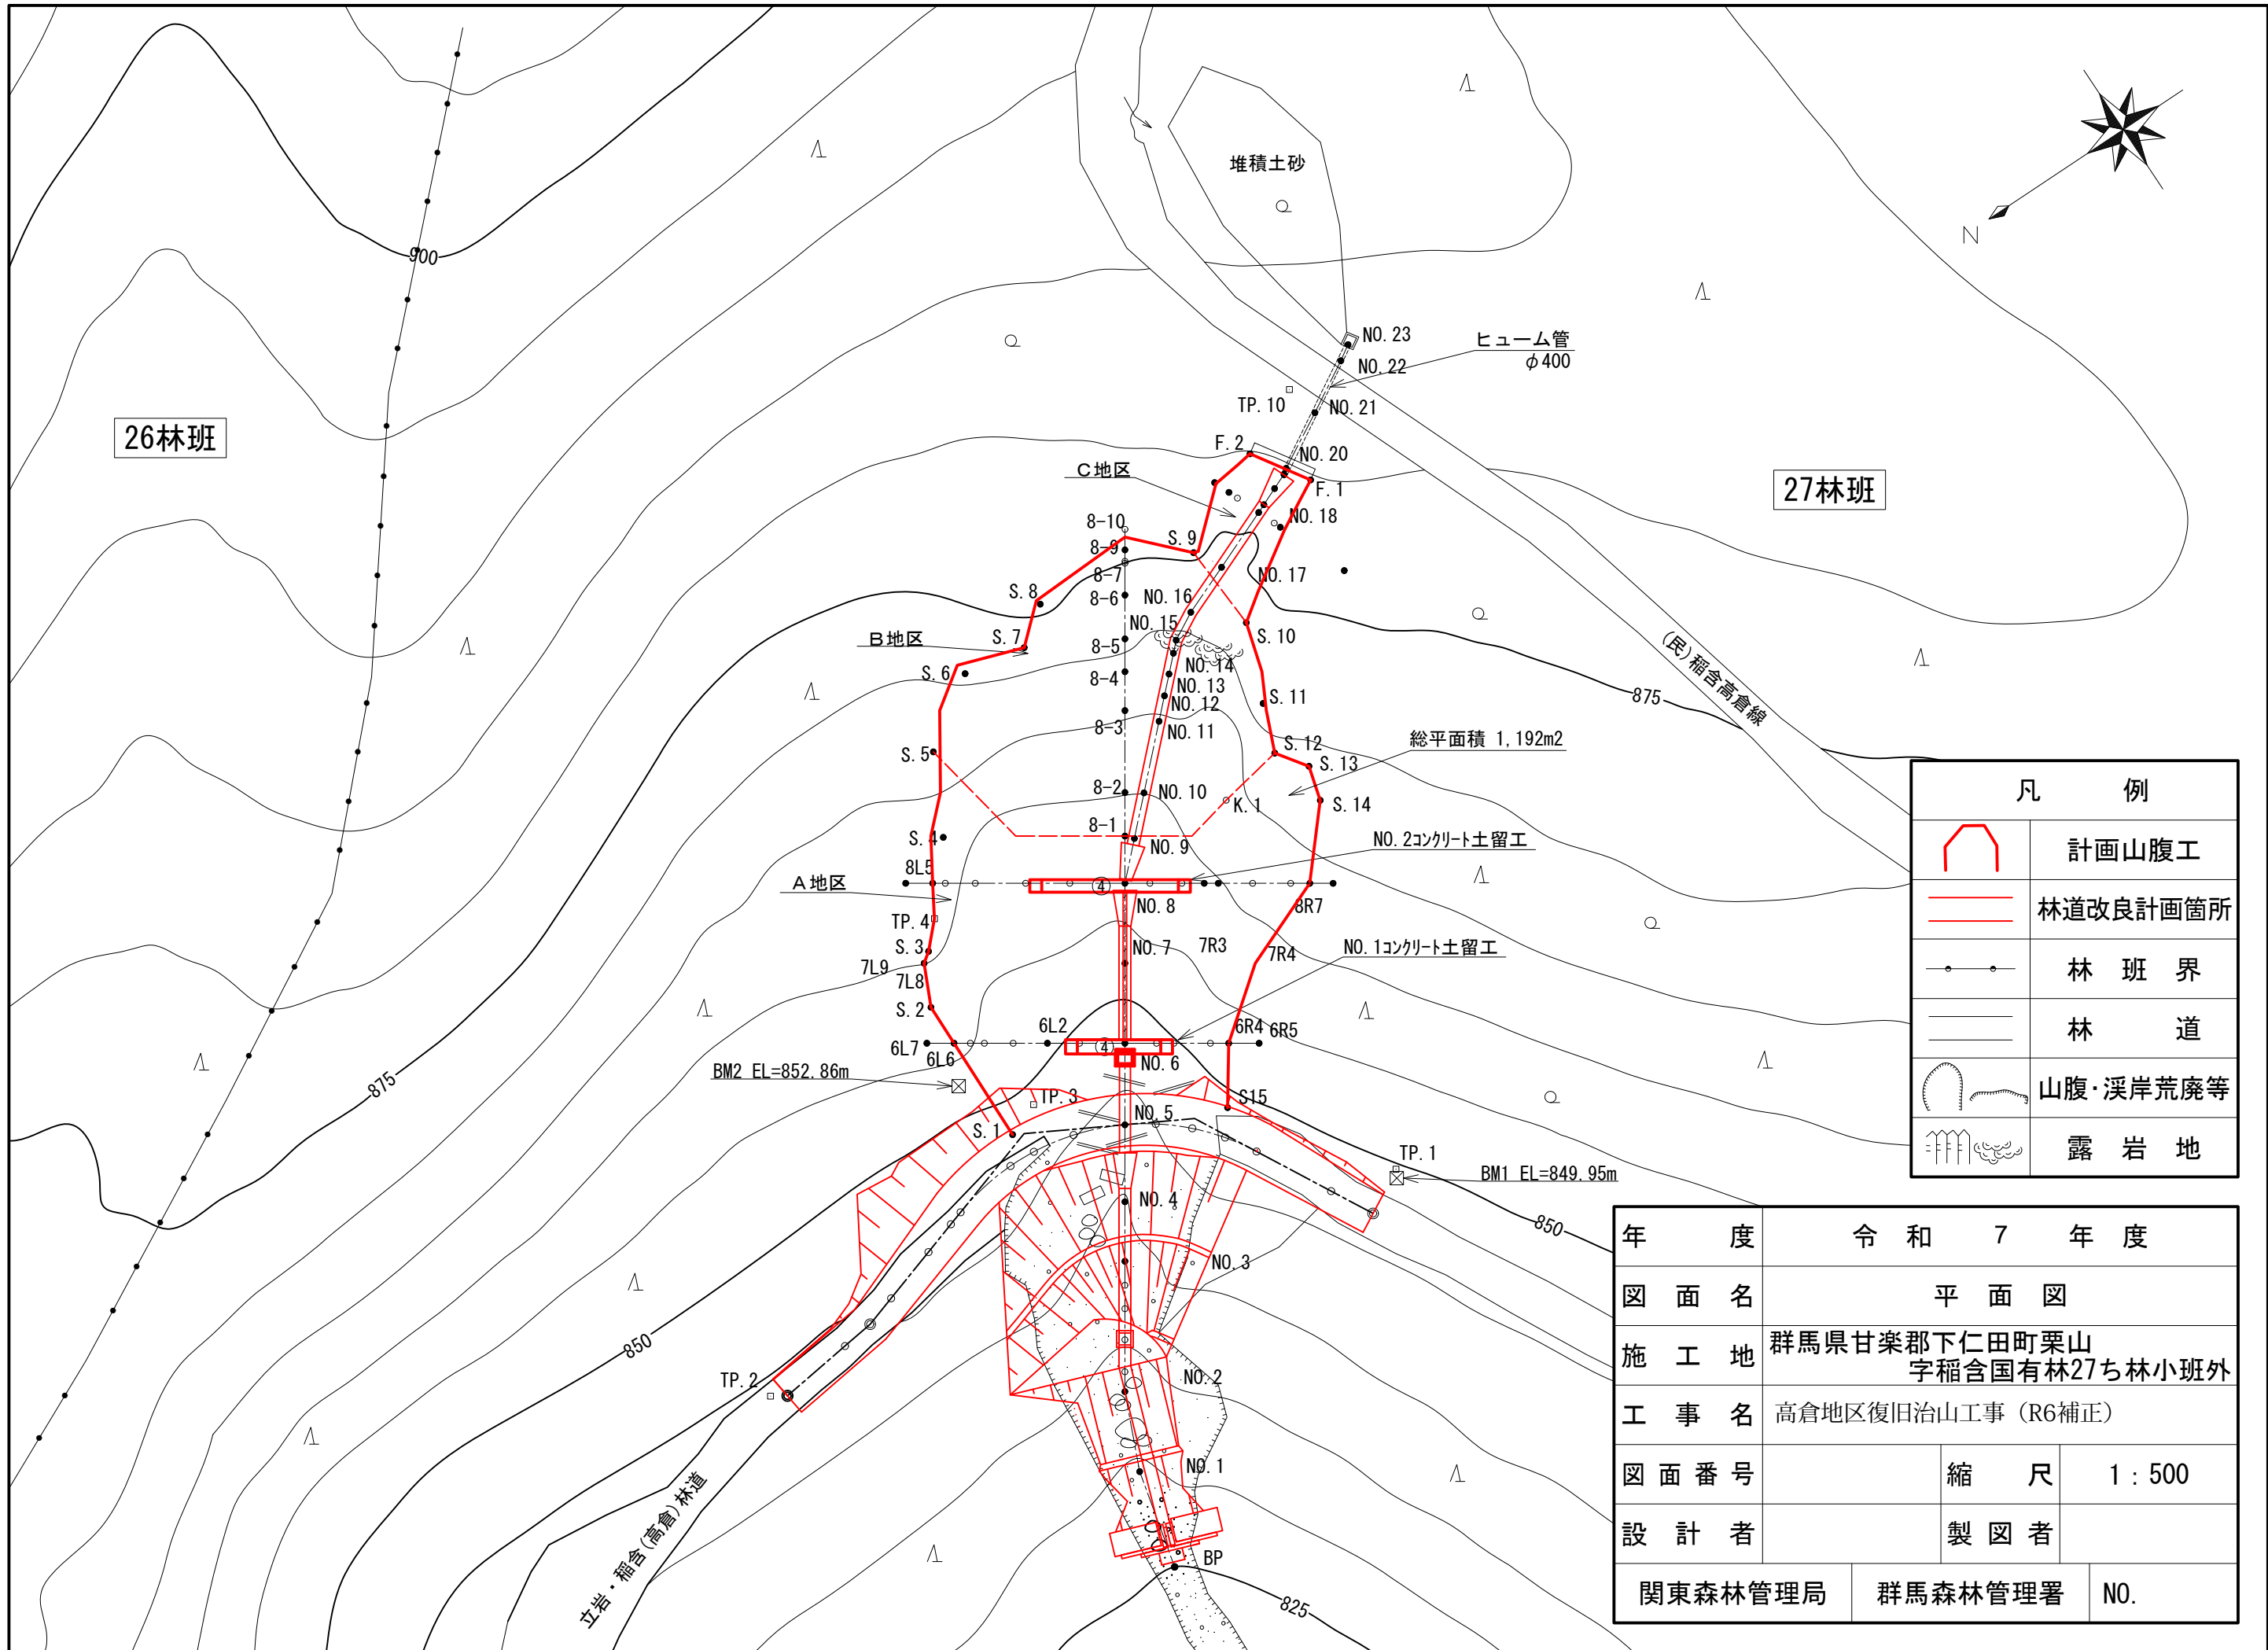 900
堆積土砂
N
26林班
27林班
NO.23
ヒューム管
φ400
NO.22
TP.10
NO.21
F.2
NO.20
C地区
F.1
NO.18
8-10
8-9
S.9
8-7
NO.17
S.8
8-6
NO.16
NO.15
S.10
B地区
S.7
8-5
NO.14
S.6
8-4
NO.13
875
(民)稲含高倉線
NO.12
S.11
8-3
NO.11
S.5
S.12
総平面積 1,192m2
S.13
8-2
NO.10
K.1
S.14
S.4
8-1
NO.9
NO.2コンクリート土留工
8L5
A地区
④
NO.8
8R7
TP.4
S.3
NO.7
7R3
7R4
NO.1コンクリート土留工
7L9
7L8
S.2
6L2
6R4
6R5
6L7
6L6
④
NO.6
BM2 EL=852.86m
875
TP.3
S15
NO.5
S.1
TP.1
BM1 EL=849.95m
NO.4
850
NO.3
850
TP.2
NO.2
NO.1
立岩・稲含(高倉)林道
BP
825
凡 例
計画山腹工
林道改良計画箇所
林 班 界
林 道
山腹・渓岸荒廃等
露 岩 地
年 度 令 和 7 年 度
図 面 名 平 面 図
施 工 地 群馬県甘楽郡下仁田町栗山
字稲含国有林27ち林小班外
工 事 名 高倉地区復旧治山工事（R6補正）
図 面 番 号 縮 尺 1:500
設 計 者 製 図 者
関東森林管理局 群馬森林管理署 NO.